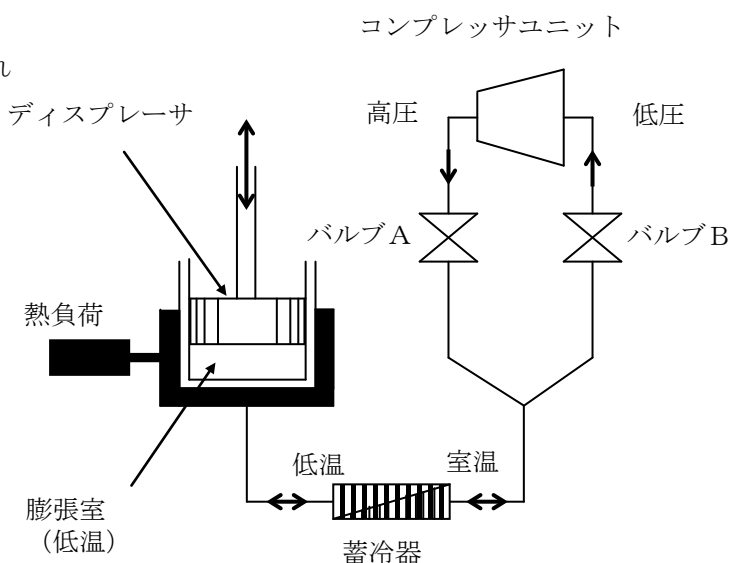 コンプレッサユニット
れ
ディスプレーサ
高圧
低圧
バルブA
バルブB
熱負荷
低温
室温
膨張室
（低温）
蓄冷器